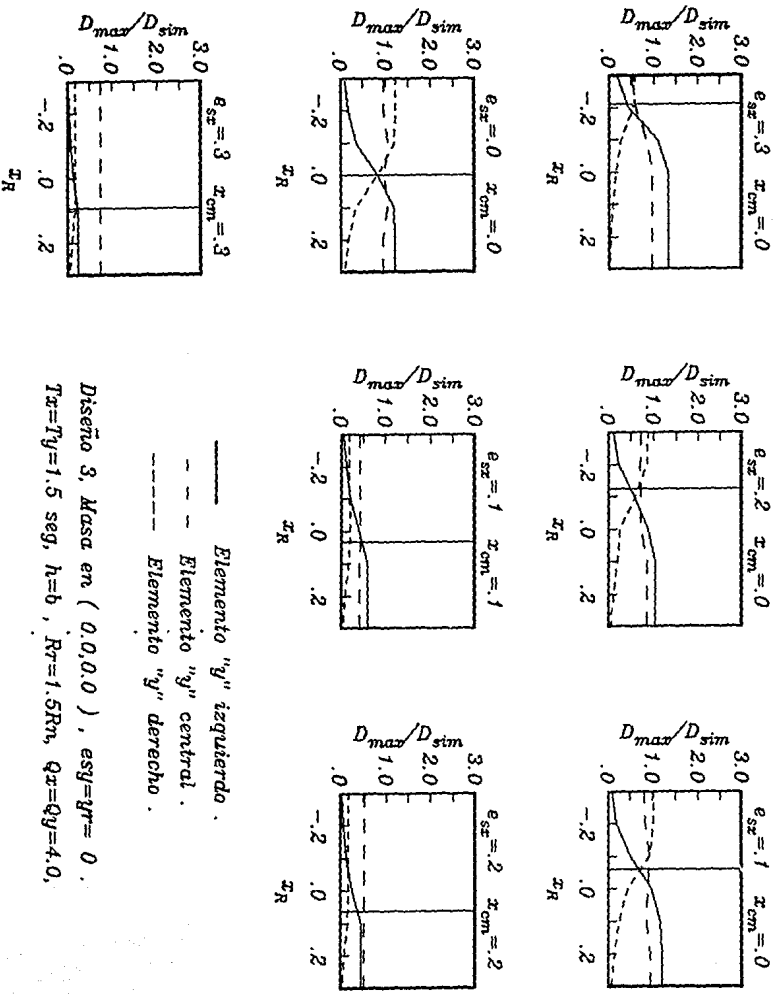 e_sx=.3 x_cm=.0
D_max/D_sim
3.0
2.0
1.0
.0
-.2 .0 .2
x_R
e_sx=.2 x_cm=.0
D_max/D_sim
3.0
2.0
1.0
.0
-.2 .0 .2
x_R
e_sx=.1 x_cm=.0
D_max/D_sim
3.0
2.0
1.0
.0
-.2 .0 .2
x_R
e_sx=.0 x_cm=.0
D_max/D_sim
3.0
2.0
1.0
.0
-.2 .0 .2
x_R
e_sx=.1 x_cm=.1
D_max/D_sim
3.0
2.0
1.0
.0
-.2 .0 .2
x_R
e_sx=.2 x_cm=.2
D_max/D_sim
3.0
2.0
1.0
.0
-.2 .0 .2
x_R
e_sx=.3 x_cm=.3
D_max/D_sim
3.0
2.0
1.0
.0
-.2 .0 .2
x_R
Elemento "y" izquierdo .
Elemento "y" central .
Elemento "y" derecho .
Diseño 3, Masa en ( 0.0,0.0 ) , esy=yr= 0 .
Tx=Ty=1.5 seg, h=b , Rr=1.5Rn, Qx=Qy=4.0,